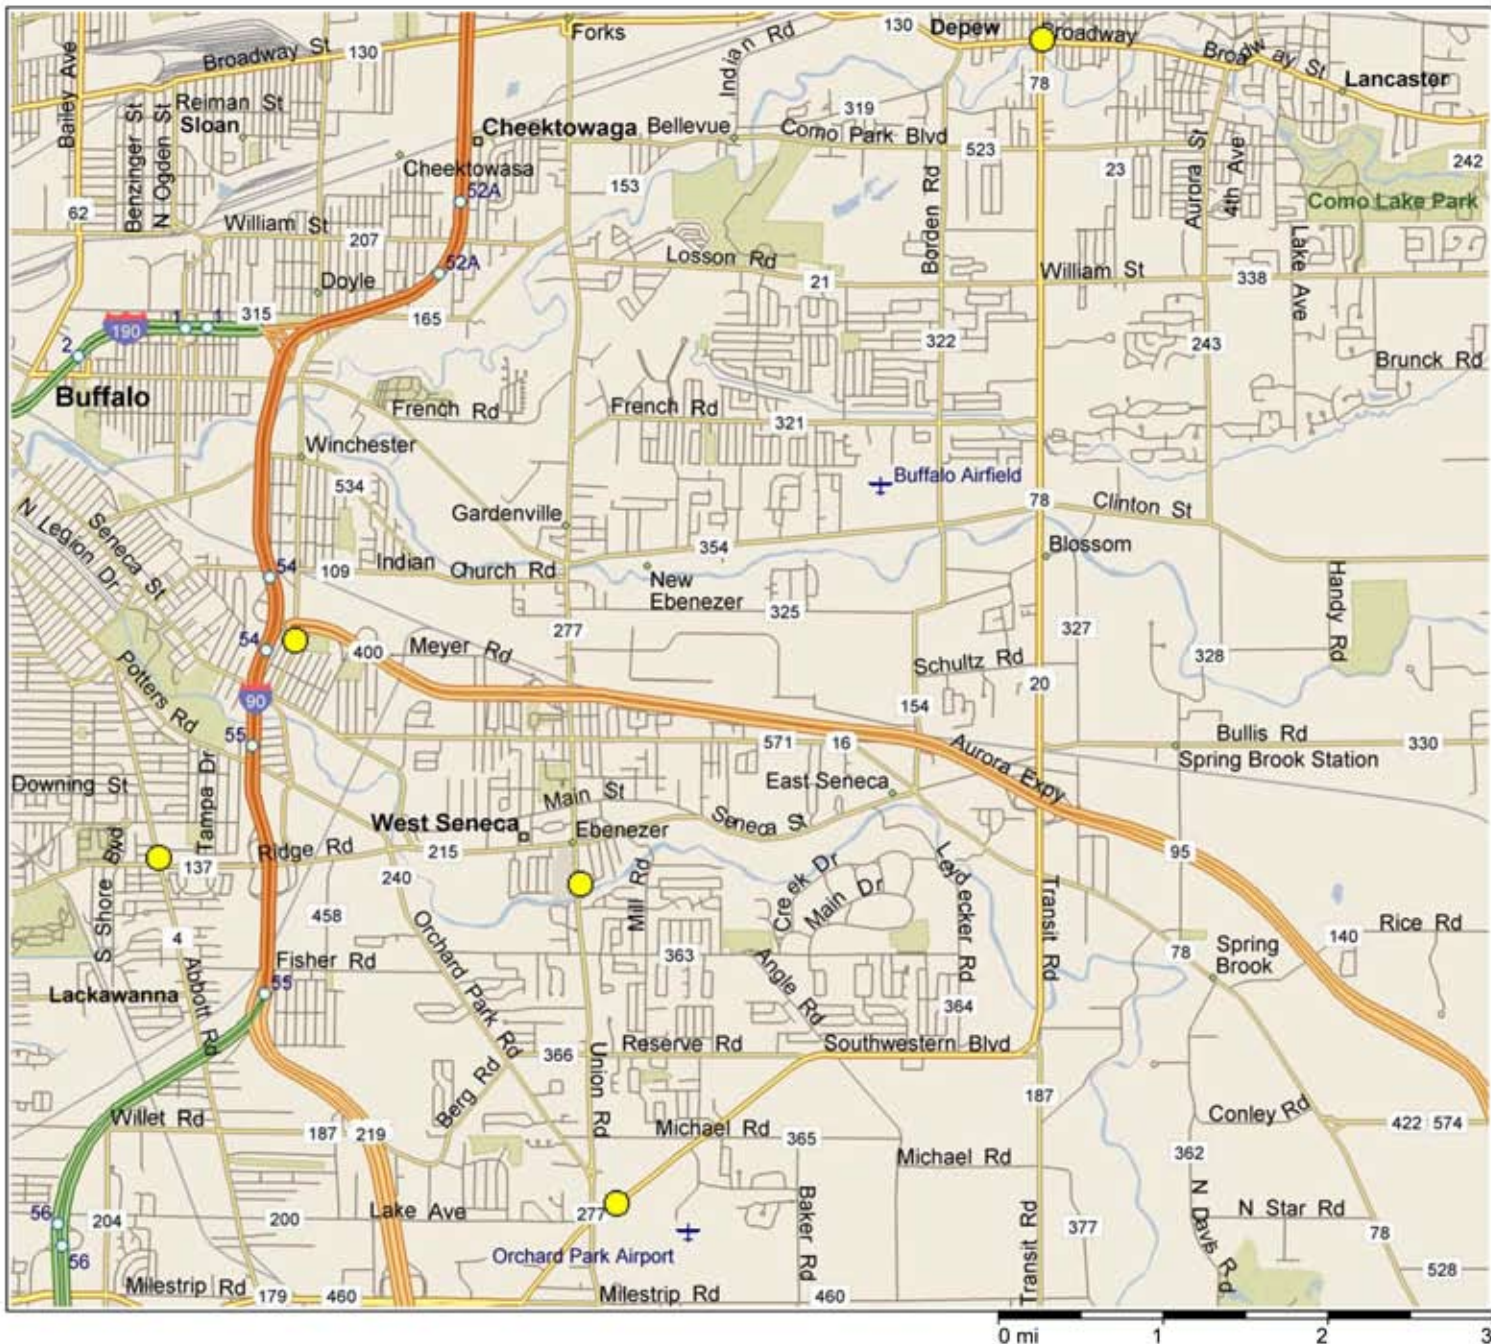 Forks
130
Depew
Broadway
Broadway St
130
Bailey Ave
Indian Rd
78
Broadway St
Lancaster
Reiman St
Sloan
Benzinger St
N Ogden St
319
Cheektowaga
Bellevue
Como Park Blvd
523
23
Aurora St
4th Ave
242
Cheektowasa
52A
153
Borden Rd
62
Como Lake Park
William St
207
Losson Rd
52A
21
William St
338
Lake Ave
Doyle
315
165
190
1
1
2
322
243
Brunck Rd
Buffalo
French Rd
French Rd
321
Winchester
Buffalo Airfield
534
78
Clinton St
Gardenville
N Legion Dr
Seneca St
354
Blossom
54
109
Indian Church Rd
New
Ebenezer
325
Handy Rd
277
327
54
400
Meyer Rd
Schultz Rd
328
Potters Rd
20
90
154
55
571
16
Aurora Expy
Bullis Rd
330
Spring Brook Station
Downing St
Tampa Dr
East Seneca
Main St
Seneca St
West Seneca
Ebenezer
S Shore Blvd
137
Ridge Rd
215
95
240
Mill Rd
Creek Dr
Main Dr
Leydecker Rd
Transit Rd
458
Orchard Park Rd
4
363
Angle Rd
78
140
Rice Rd
Spring
Brook
Fisher Rd
Abbott Rd
55
Lackawanna
364
366
Reserve Rd
Southwestern Blvd
Union Rd
Berg Rd
187
Willet Rd
187
219
Michael Rd
365
Conley Rd
422
574
Michael Rd
362
56
204
200
Lake Ave
277
Baker Rd
Transit Rd
377
N Davis Rd
N Star Rd
78
56
Orchard Park Airport
528
Milestrip Rd
179
460
Milestrip Rd
460
0 mi
1
2
3